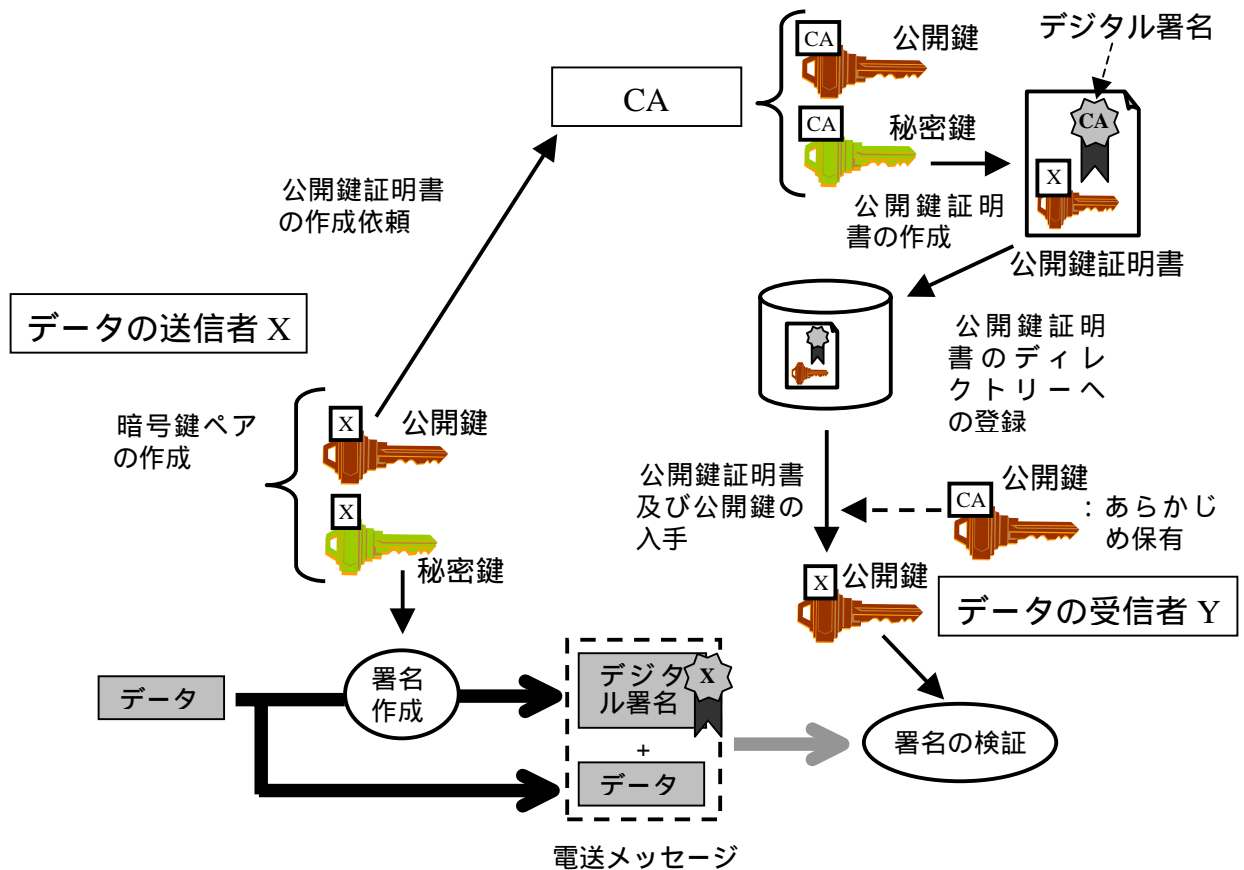 CA
公開鍵
CA
CA
秘密鍵
デジタル署名
CA
X
公開鍵証明書
の作成依頼
公開鍵証明
書の作成
公開鍵証明書
データの送信者 X
公開鍵証明
書のディレ
クトリーへ
の登録
暗号鍵ペア
の作成
X
公開鍵
X
秘密鍵
公開鍵証明書
及び公開鍵の
入手
CA
公開鍵
：あらかじ
め保有
X
公開鍵
データの受信者 Y
データ
署名
作成
デジタ
ル署名
X
+
データ
署名の検証
電送メッセージ